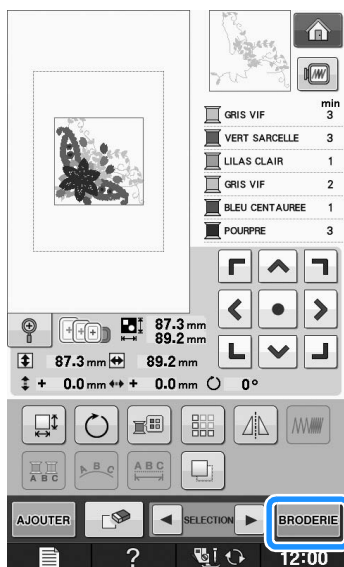 min
GRIS VIF 3
VERT SARCELLE 3
LILAS CLAIR 1
GRIS VIF 2
BLEU CENTAUREE 1
POURPRE 3
87.3 mm
89.2 mm
87.3 mm 89.2 mm
+ 0.0 mm + 0.0 mm 0°
A B C A B C A B C
AJOUTER SELECTION BRODERIE
? 12:00